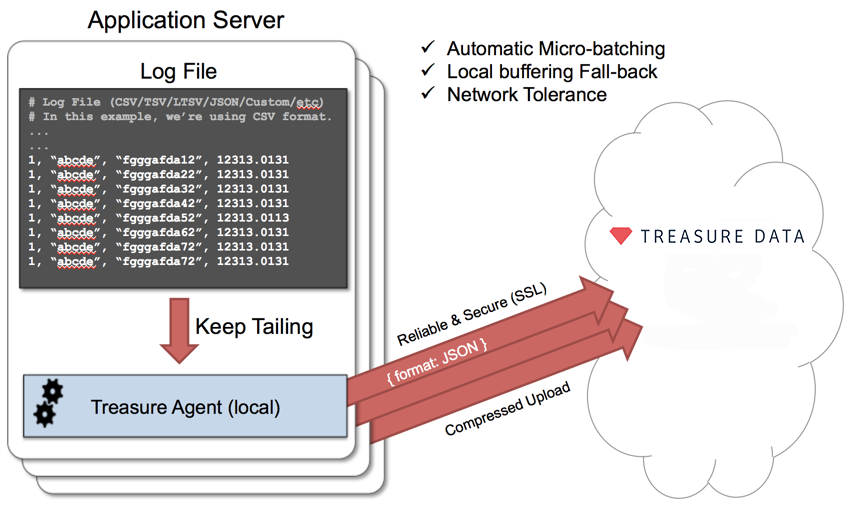 Application Server
Log File
# Log File (CSV/TSV/LTSV/JSON/Custom/etc)
# In this example, we’re using CSV format.
...
...
1, “abcde”, “fgggafda12”, 12313.0131
1, “abcde”, “fgggafda22”, 12313.0131
1, “abcde”, “fgggafda32”, 12313.0131
1, “abcde”, “fgggafda42”, 12313.0131
1, “abcde”, “fgggafda52”, 12313.0113
1, “abcde”, “fgggafda62”, 12313.0131
1, “abcde”, “fgggafda72”, 12313.0131
1, “abcde”, “fgggafda72”, 12313.0131
Keep Tailing
Treasure Agent (local)
✓ Automatic Micro-batching
✓ Local buffering Fall-back
✓ Network Tolerance
Reliable & Secure (SSL)
{ format: JSON }
Compressed Upload
TREASURE DATA